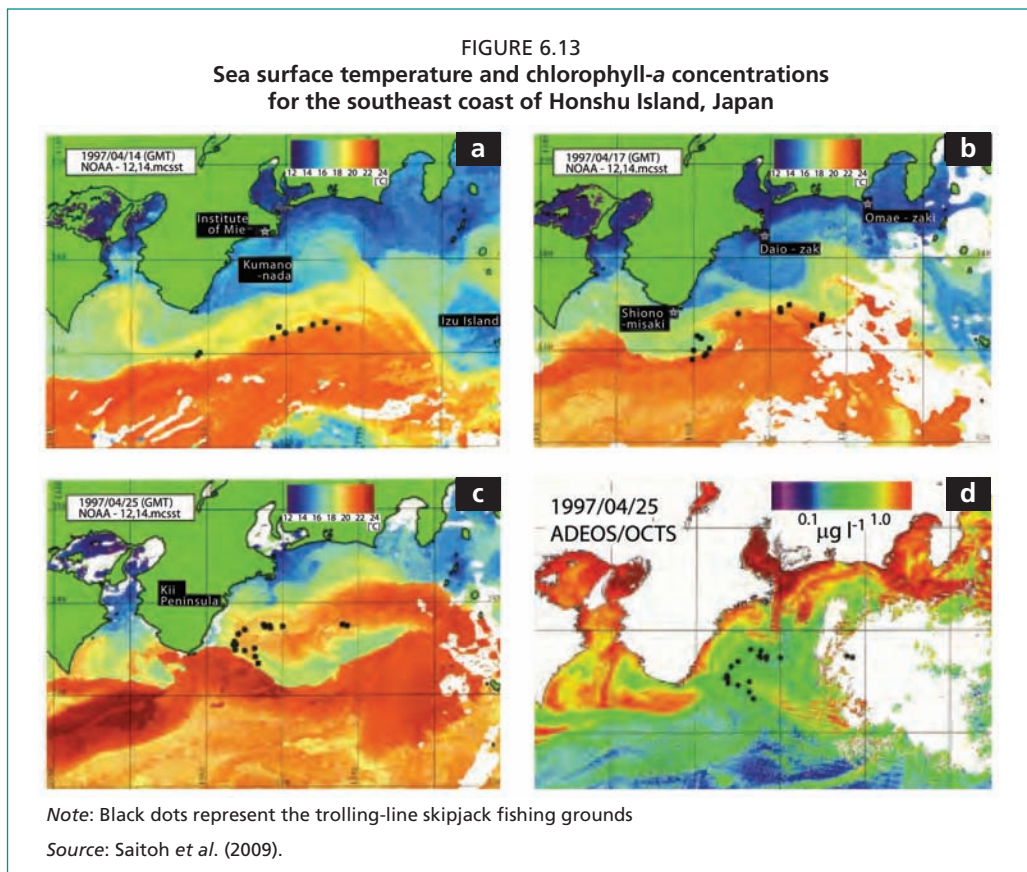 FIGURE 6.13
Sea surface temperature and chlorophyll-a concentrations
for the southeast coast of Honshu Island, Japan
a
1997/04/14 (GMT)
NOAA - 12,14.mcsst
12 14 16 18 20 22 24
[°C]
Institute
of Mie
Kumano
-nada
Izu Island
b
1997/04/17 (GMT)
NOAA - 12,14.mcsst
12 14 16 18 20 22 24
[°C]
Omae - zaki
Daio - zak
Shiono
-misaki
c
1997/04/25 (GMT)
NOAA - 12,14.mcsst
12 14 16 18 20 22 24
[°C]
Kii
Peninsula
d
1997/04/25
ADEOS/OCTS
0.1 1.0
µg l-1
Note: Black dots represent the trolling-line skipjack fishing grounds
Source: Saitoh et al. (2009).